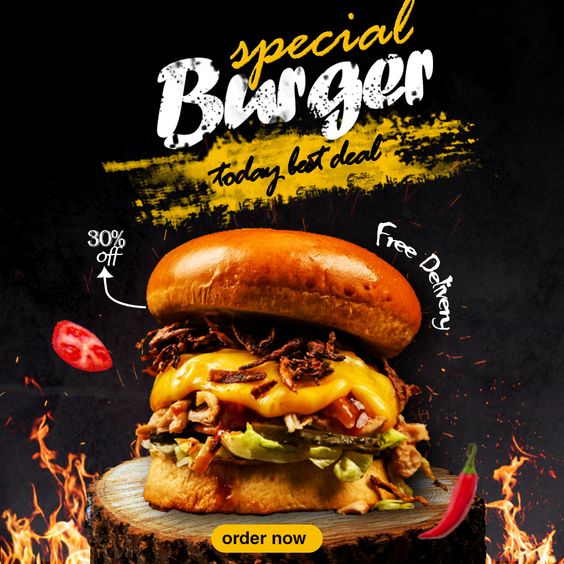 special
Burger
today best deal
30%
off
Free Delivery
order now